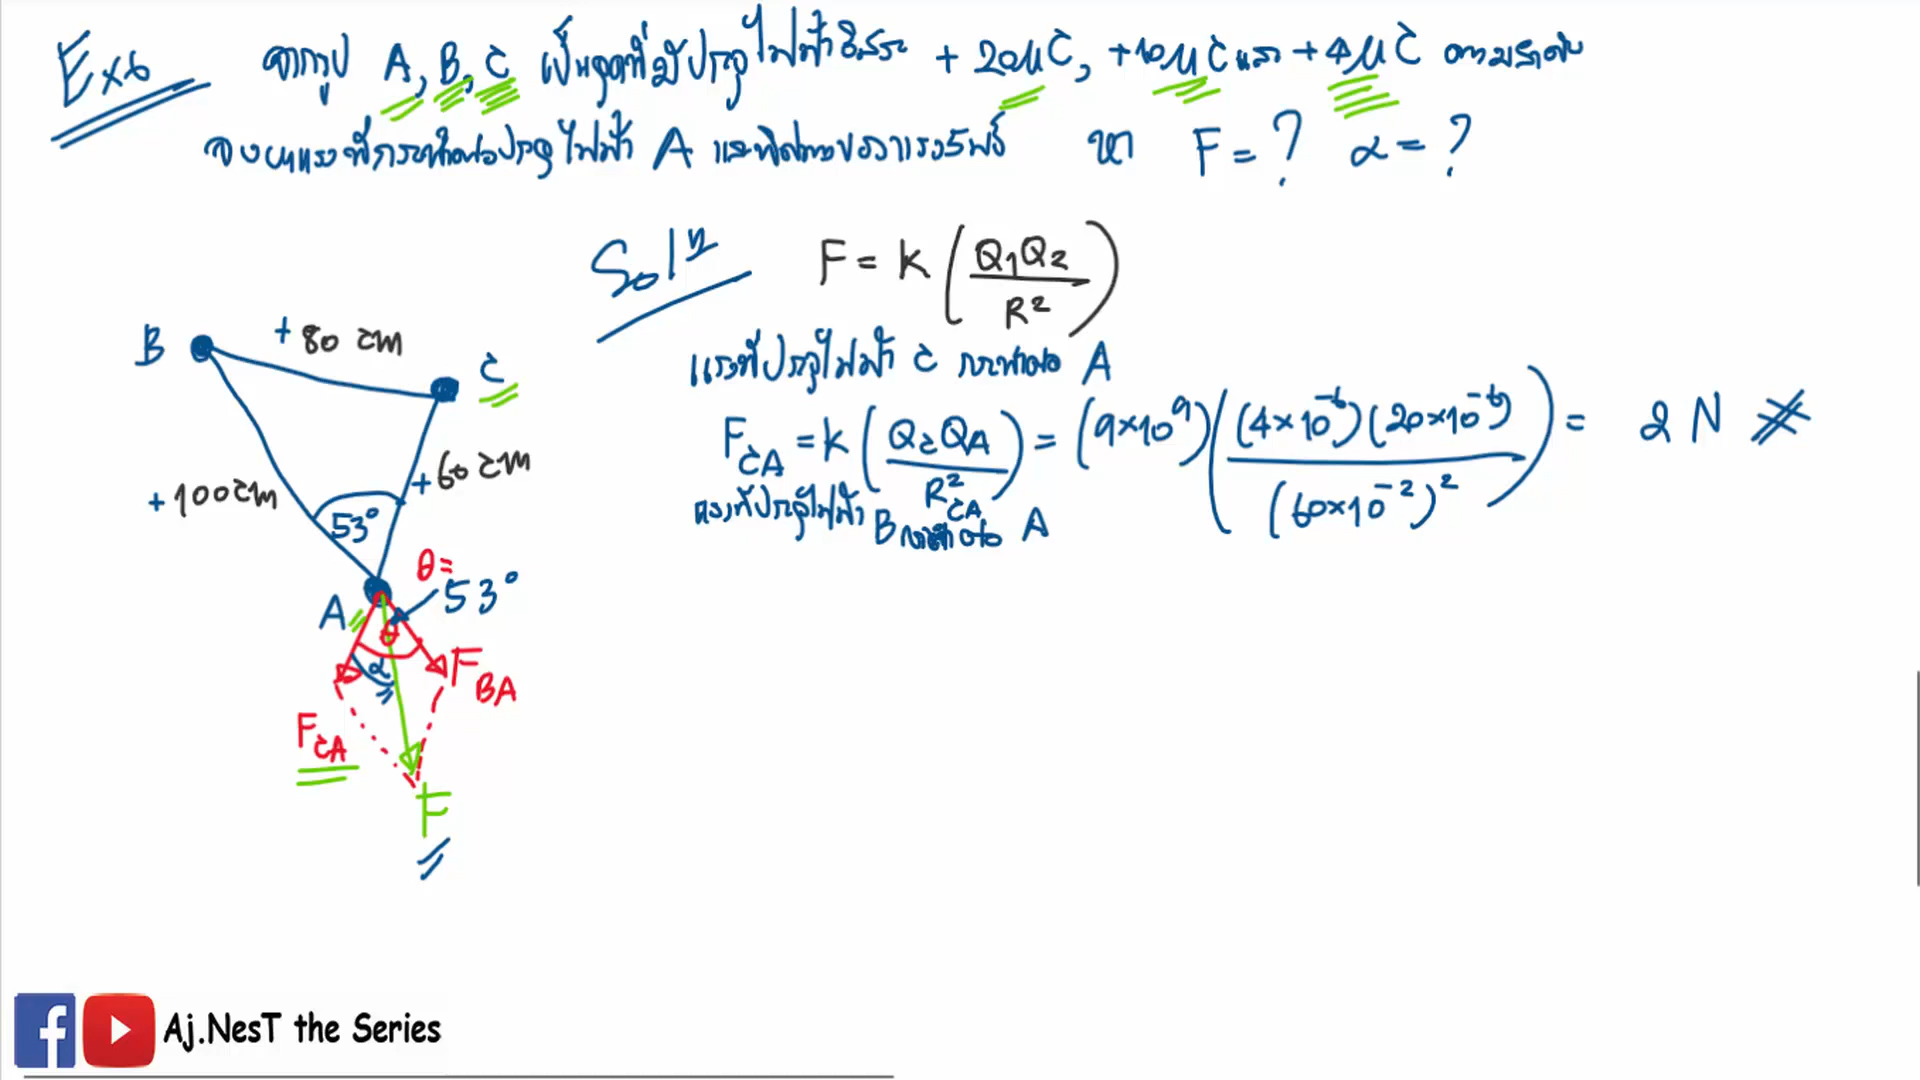 Ex6 จากรูป A, B, C เป็นจุดที่มีประจุไฟฟ้าอิสระ +20μC, +10μC และ +4μC ตามลำดับ
จงหาแรงที่กระทำต่อประจุไฟฟ้า A และทิศทางของแรงลัพธ์ หา F = ? α = ?
Solⁿ F = K (Q1Q2 / R²)
B +80 cm C
แรงที่ประจุไฟฟ้า C กระทำต่อ A
F_CA = K (Q_C Q_A / R²_CA) = (9×10⁹) ((4×10⁻⁶)(20×10⁻⁶) / (60×10⁻²)²) = 2 N
+100cm +60cm
แรงที่ประจุไฟฟ้า B กระทำต่อ A
53°
θ=
A 53°
θ
α
F_BA
F_CA
F
Aj.NesT the Series